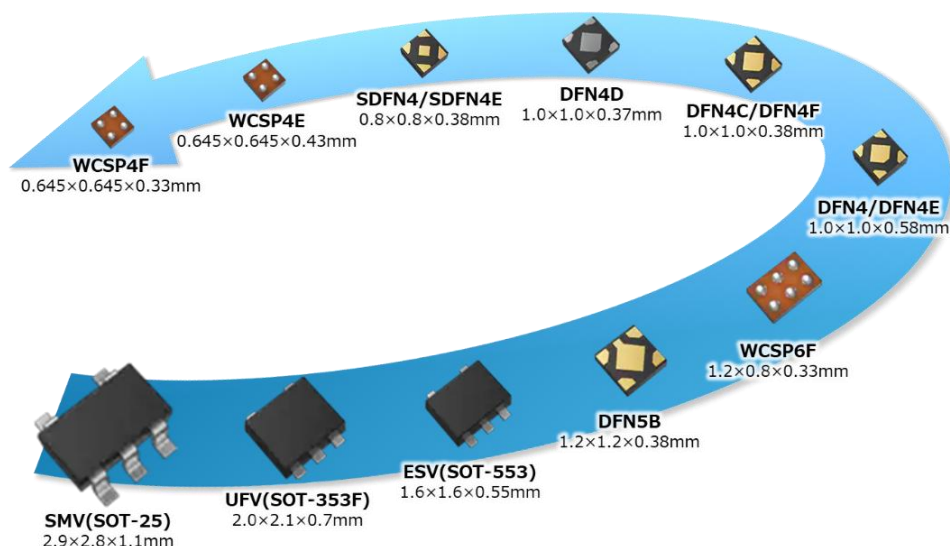 SDFN4/SDFN4E
0.8×0.8×0.38mm
DFN4D
1.0×1.0×0.37mm
DFN4C/DFN4F
1.0×1.0×0.38mm
WCSP4E
0.645×0.645×0.43mm
WCSP4F
0.645×0.645×0.33mm
DFN4/DFN4E
1.0×1.0×0.58mm
WCSP6F
1.2×0.8×0.33mm
DFN5B
1.2×1.2×0.38mm
ESV(SOT-553)
1.6×1.6×0.55mm
UFV(SOT-353F)
2.0×2.1×0.7mm
SMV(SOT-25)
2.9×2.8×1.1mm